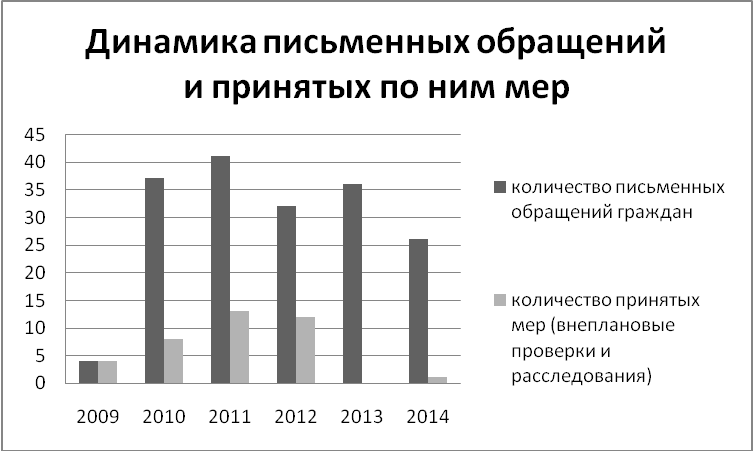 Динамика письменных обращений
и принятых по ним мер
45
40
35
30
25
20
15
10
5
0
2009 2010 2011 2012 2013 2014
количество письменных
обращений граждан
количество принятых
мер (внеплановые
проверки и
расследования)